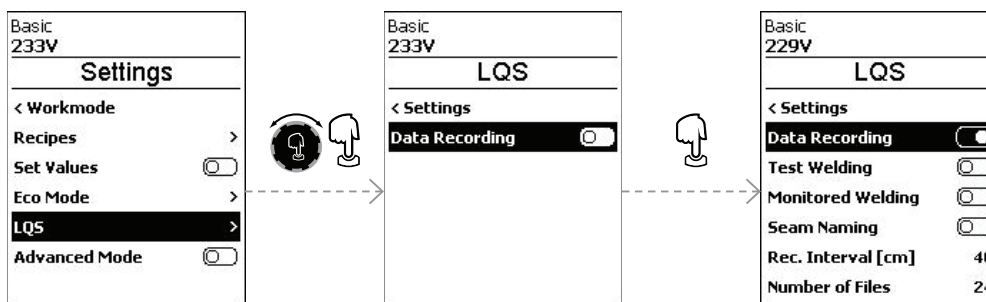 Basic
233V
Settings
< Workmode
Recipes >
Set Values
Eco Mode >
LQS >
Advanced Mode
Basic
233V
LQS
< Settings
Data Recording
Basic
229V
LQS
< Settings
Data Recording
Test Welding
Monitored Welding
Seam Naming
Rec. Interval [cm]
Number of Files